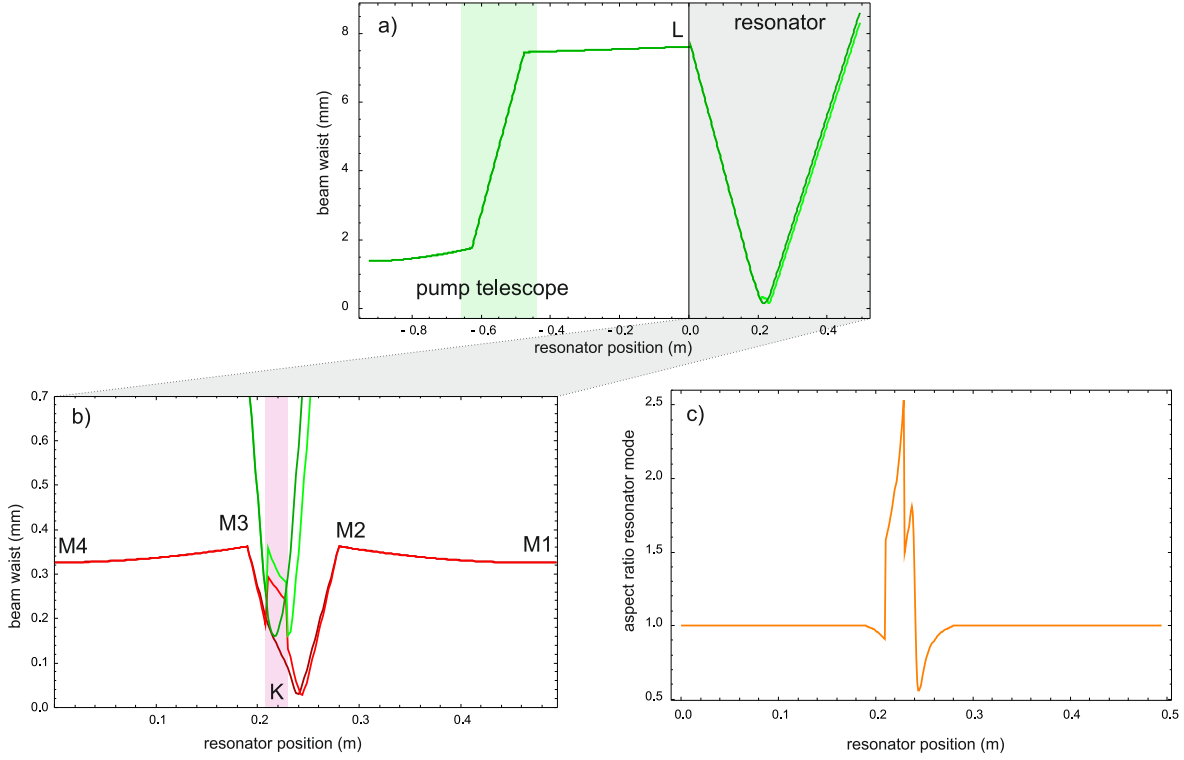 a)
L
resonator
pump telescope
beam waist (mm)
8
6
4
2
0
- 0.8
- 0.6
- 0.4
- 0.2
0.0
0.2
0.4
resonator position (m)
b)
M4
M3
M2
M1
K
beam waist (mm)
0.7
0.6
0.5
0.4
0.3
0.2
0.1
0.0
0.1
0.2
0.3
0.4
resonator position (m)
c)
aspect ratio resonator mode
2.5
2.0
1.5
1.0
0.5
0.0
0.1
0.2
0.3
0.4
0.5
resonator position (m)